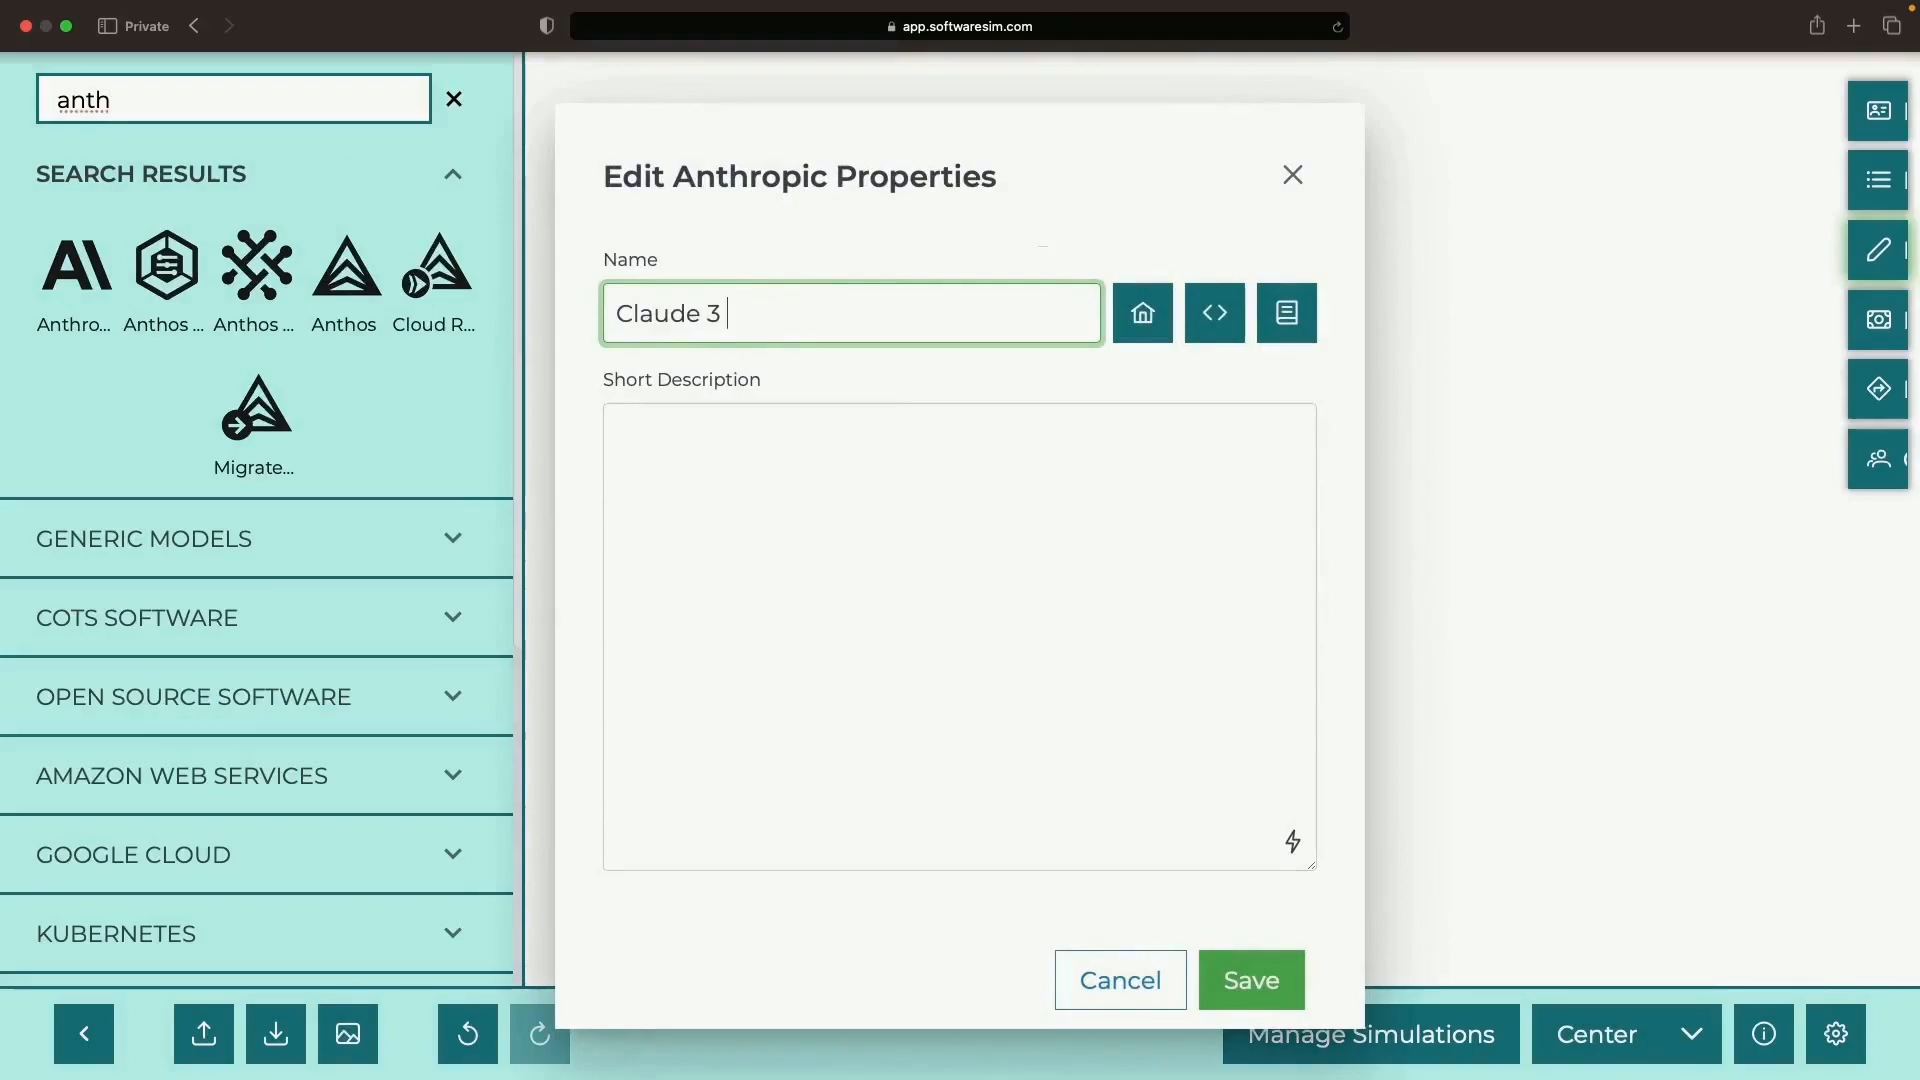 Private
app.softwaresim.com
anth
SEARCH RESULTS
Anthro... Anthos ... Anthos ... Anthos Cloud R...
Migrate...
GENERIC MODELS
COTS SOFTWARE
OPEN SOURCE SOFTWARE
AMAZON WEB SERVICES
GOOGLE CLOUD
KUBERNETES
Edit Anthropic Properties
Name
Claude 3
Short Description
Cancel Save
Manage Simulations Center